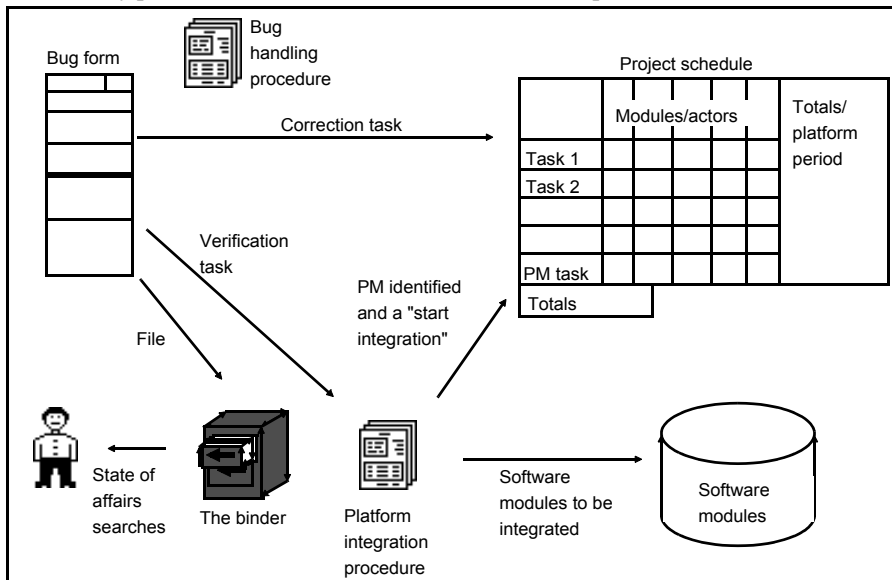 Bug
handling
procedure
Bug form
Project schedule
Modules/actors
Totals/
platform
period
Correction task
Task 1
Task 2
Verification
task
PM task
PM identified
and a "start
integration"
Totals
File
State of
affairs
searches
The binder
Platform
integration
procedure
Software
modules to be
integrated
Software
modules